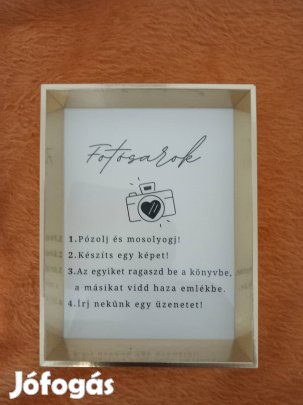 Fotósarok
1.Pózolj és mosolyogj!
2.Készíts egy képet!
3.Az egyiket ragaszd be a könyvbe,
a másikat vidd haza emlékbe.
4.Írj nekünk egy üzenetet!
Jófogás